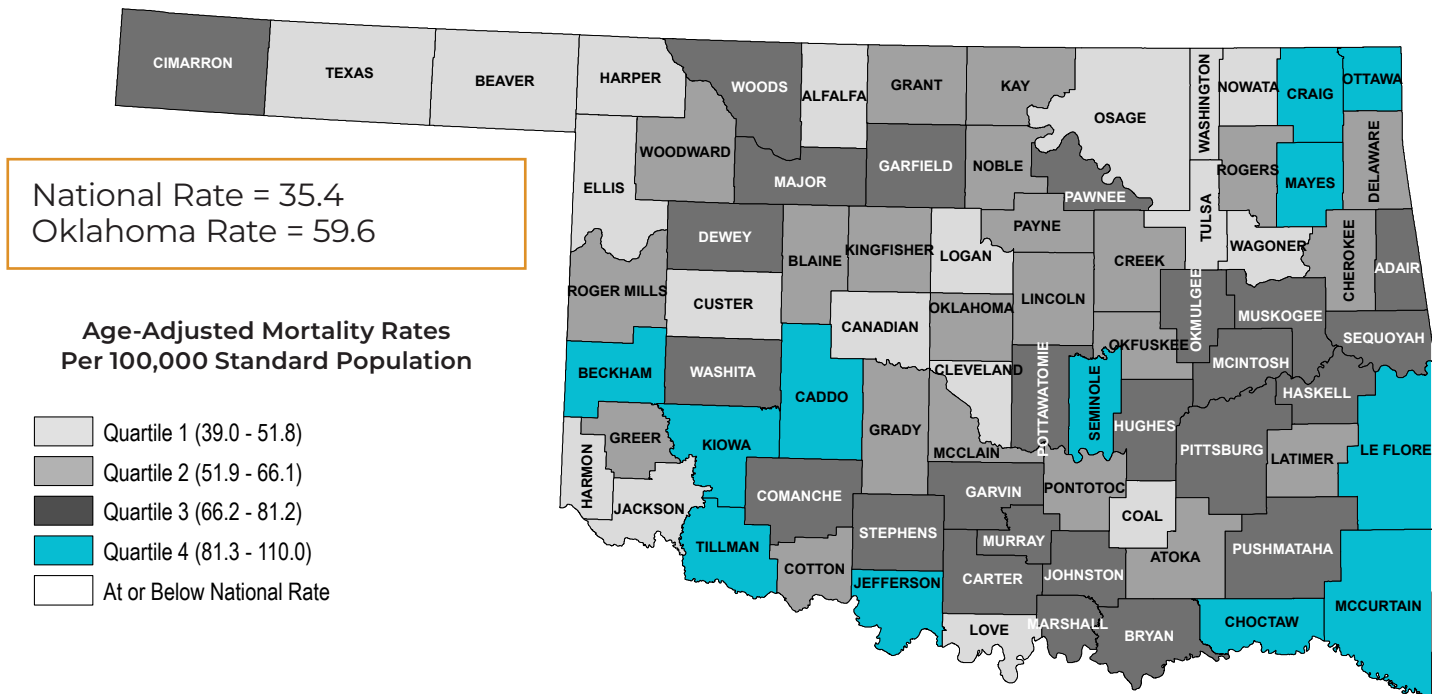 CIMARRON
TEXAS
BEAVER
HARPER
WOODS
ALFALFA
GRANT
KAY
OSAGE
WASHINGTON
NOWATA
CRAIG
OTTAWA
WOODWARD
ELLIS
MAJOR
GARFIELD
NOBLE
PAWNEE
ROGERS
MAYES
DELAWARE
National Rate = 35.4
Oklahoma Rate = 59.6
DEWEY
BLAINE
KINGFISHER
LOGAN
PAYNE
CREEK
TULSA
WAGONER
CHEROKEE
ADAIR
ROGER MILLS
CUSTER
CANADIAN
OKLAHOMA
LINCOLN
OKMULGEE
MUSKOGEE
SEQUOYAH
Age-Adjusted Mortality Rates
Per 100,000 Standard Population
BECKHAM
WASHITA
CADDO
CLEVELAND
POTTAWATOMIE
SEMINOLE
OKFUSKEE
MCINTOSH
HASKELL
Quartile 1 (39.0 - 51.8)
Quartile 2 (51.9 - 66.1)
Quartile 3 (66.2 - 81.2)
Quartile 4 (81.3 - 110.0)
At or Below National Rate
GREER
KIOWA
GRADY
MCCLAIN
HUGHES
PITTSBURG
LATIMER
LE FLORE
HARMON
JACKSON
COMANCHE
GARVIN
PONTOTOC
COAL
TILLMAN
COTTON
STEPHENS
MURRAY
JOHNSTON
ATOKA
PUSHMATAHA
JEFFERSON
CARTER
LOVE
MARSHALL
BRYAN
CHOCTAW
MCCURTAIN